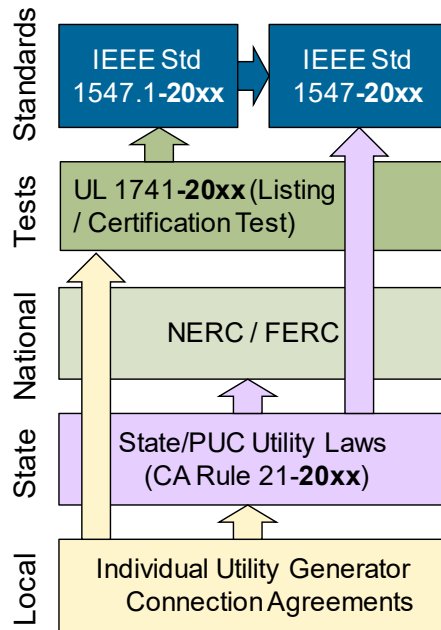 Standards
IEEE Std
1547.1-20xx
IEEE Std
1547-20xx
Tests
UL 1741-20xx (Listing
/ Certification Test)
National
NERC / FERC
State
State/PUC Utility Laws
(CA Rule 21-20xx)
Local
Individual Utility Generator
Connection Agreements